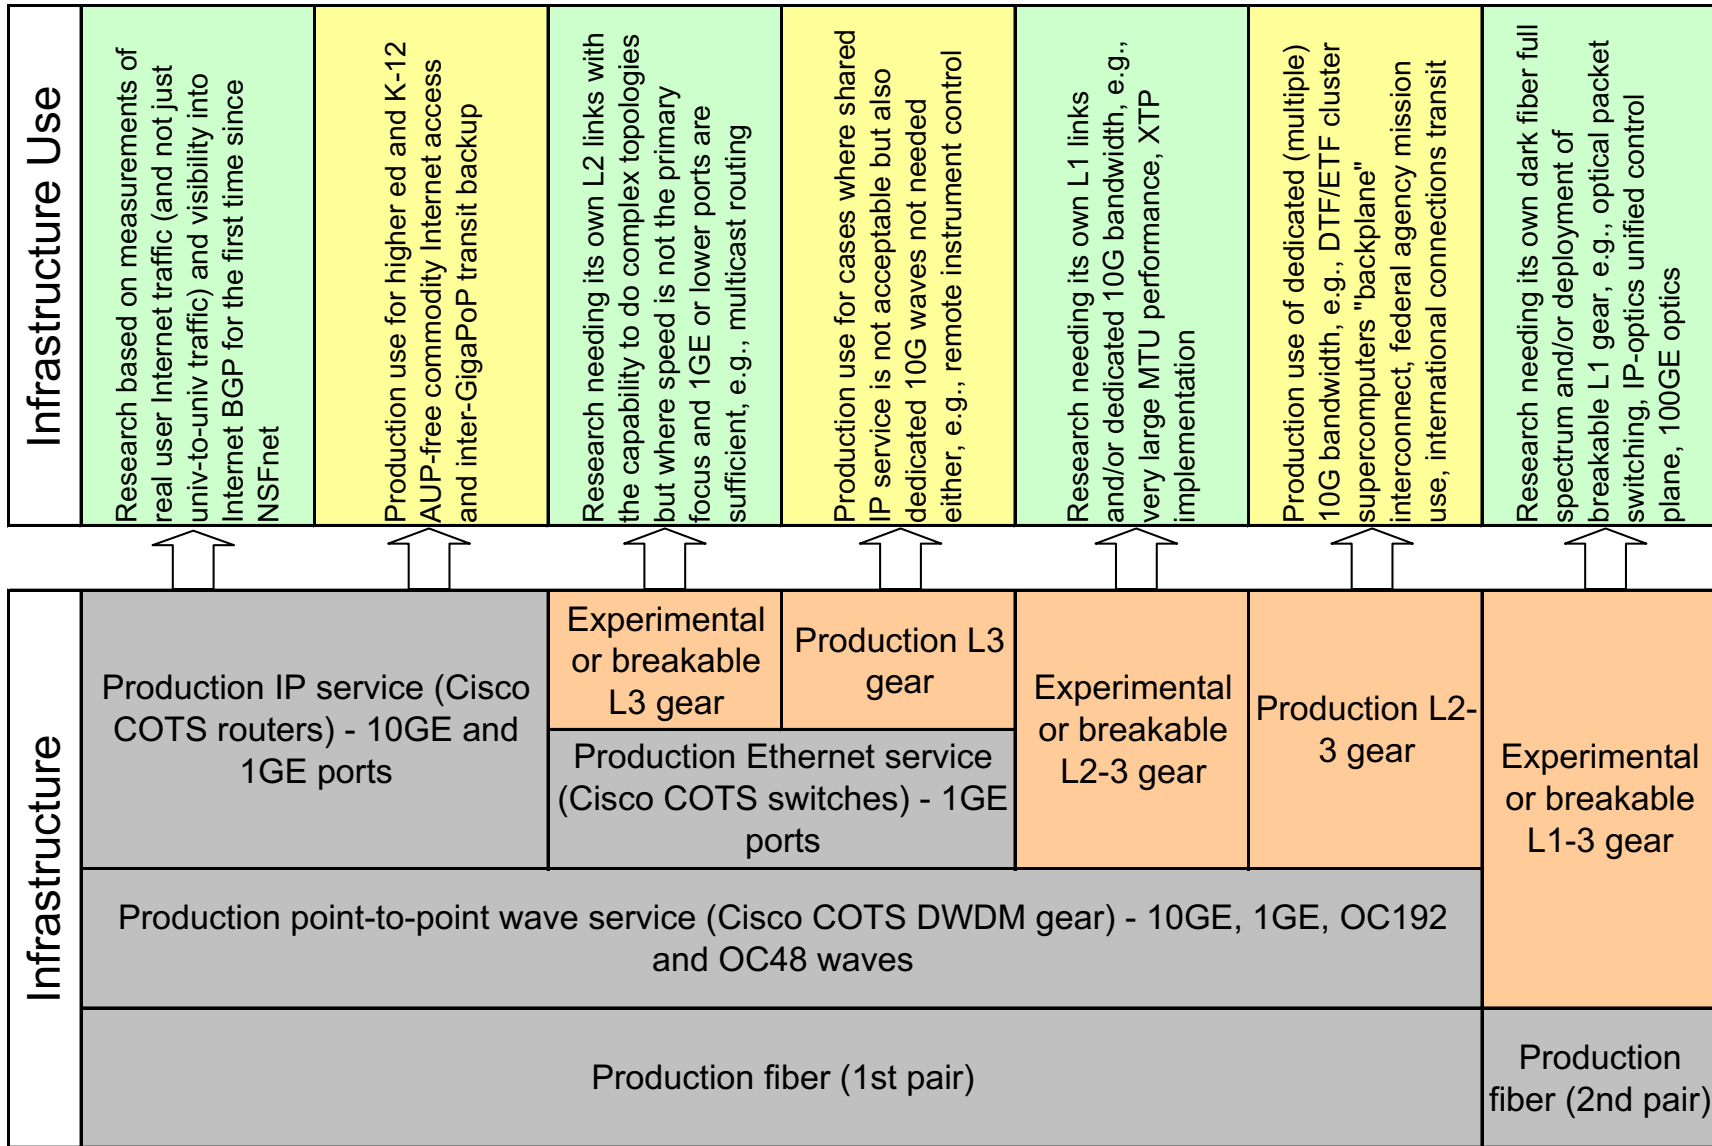 Infrastructure Use
Research based on measurements of
real user Internet traffic (and not just
univ-to-univ traffic) and visibility into
Internet BGP for the first time since
NSFnet
Production use for higher ed and K-12
AUP-free commodity Internet access
and inter-GigaPoP transit backup
Research needing its own L2 links with
the capability to do complex topologies
but where speed is not the primary
focus and 1GE or lower ports are
sufficient, e.g., multicast routing
Production use for cases where shared
IP service is not acceptable but also
dedicated 10G waves not needed
either, e.g., remote instrument control
Research needing its own L1 links
and/or dedicated 10G bandwidth, e.g.,
very large MTU performance, XTP
implementation
Production use of dedicated (multiple)
10G bandwidth, e.g., DTF/ETF cluster
supercomputers "backplane"
interconnect, federal agency mission
use, international connections transit
Research needing its own dark fiber full
spectrum and/or deployment of
breakable L1 gear, e.g., optical packet
switching, IP-optics unified control
plane, 100GE optics
Infrastructure
Production IP service (Cisco
COTS routers) - 10GE and
1GE ports
Experimental
or breakable
L3 gear
Production L3
gear
Production Ethernet service
(Cisco COTS switches) - 1GE
ports
Experimental
or breakable
L2-3 gear
Production L2-
3 gear
Experimental
or breakable
L1-3 gear
Production point-to-point wave service (Cisco COTS DWDM gear) - 10GE, 1GE, OC192
and OC48 waves
Production fiber (1st pair)
Production
fiber (2nd pair)